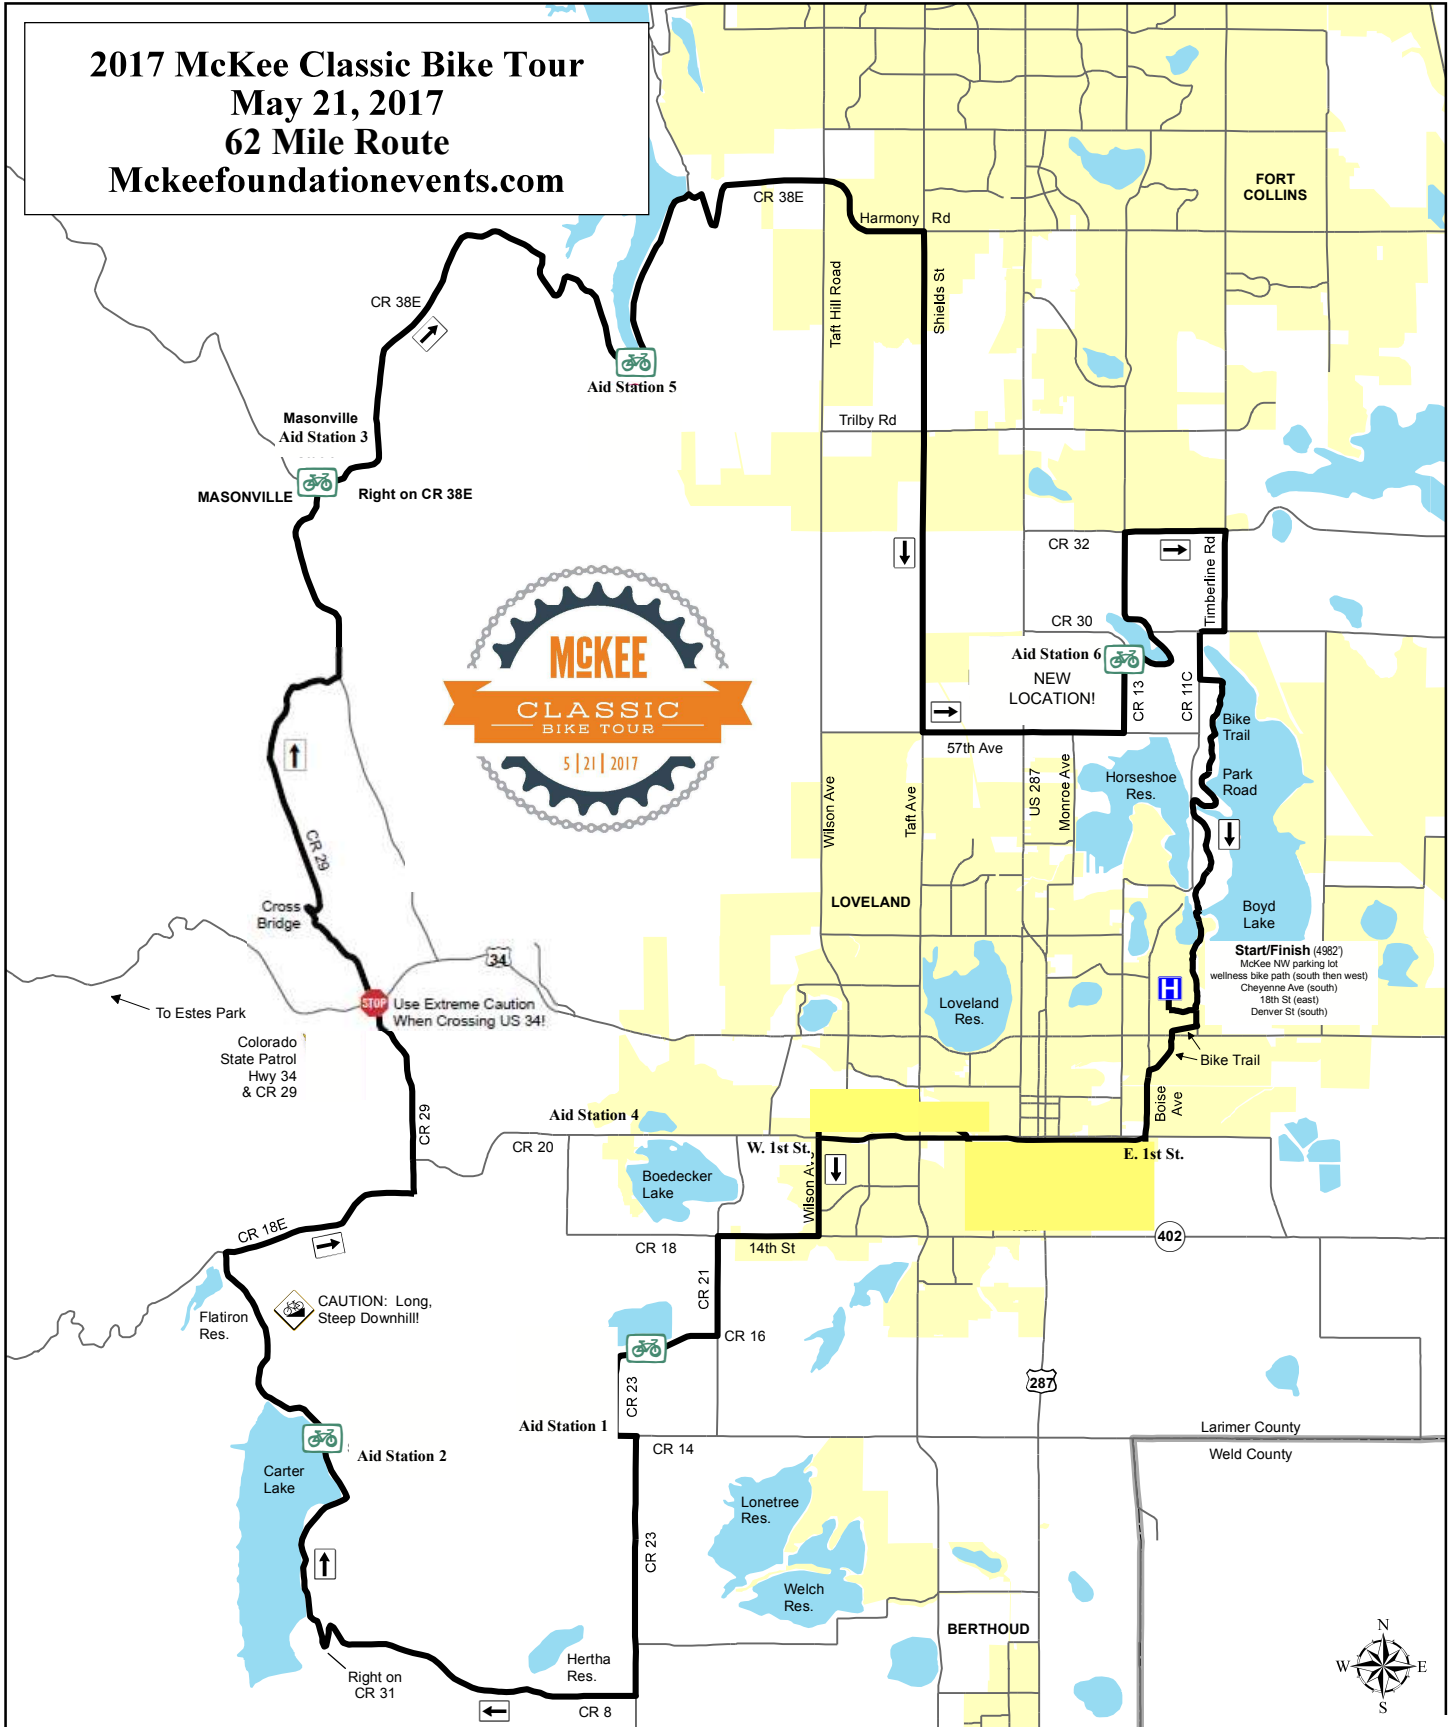 2017 McKee Classic Bike Tour
May 21, 2017
62 Mile Route
Mckeefoundationevents.com
FORT
COLLINS
CR 38E
Harmony Rd
Taft Hill Road
Shields St
CR 38E
Aid Station 5
Masonville
Aid Station 3
Trilby Rd
MASONVILLE
Right on CR 38E
CR 32
Timberline Rd
CR 30
Aid Station 6
NEW
LOCATION!
CR 13
CR 11C
McKEE
CLASSIC
BIKE TOUR
5 | 21 | 2017
Bike
Trail
57th Ave
Horseshoe
Res.
Park
Road
Wilson Ave
Taft Ave
US 287
Monroe Ave
CR 29
LOVELAND
Cross
Bridge
Boyd
Lake
Start/Finish (4982')
McKee NW parking lot
wellness bike path (south then west)
Cheyenne Ave (south)
18th St (east)
Denver St (south)
34
H
STOP
Use Extreme Caution
When Crossing US 34!
Loveland
Res.
To Estes Park
Colorado
State Patrol
Hwy 34
& CR 29
Bike Trail
Boise
Ave
CR 29
Aid Station 4
CR 20
W. 1st St.
E. 1st St.
Boedecker
Lake
Wilson Av
CR 18E
CR 18
14th St
402
CR 21
Flatiron
Res.
CAUTION: Long,
Steep Downhill!
CR 16
287
CR 23
Aid Station 1
CR 14
Larimer County
Weld County
Aid Station 2
Carter
Lake
Lonetree
Res.
CR 23
Welch
Res.
BERTHOUD
Hertha
Res.
Right on
CR 31
CR 8
N
W E
S